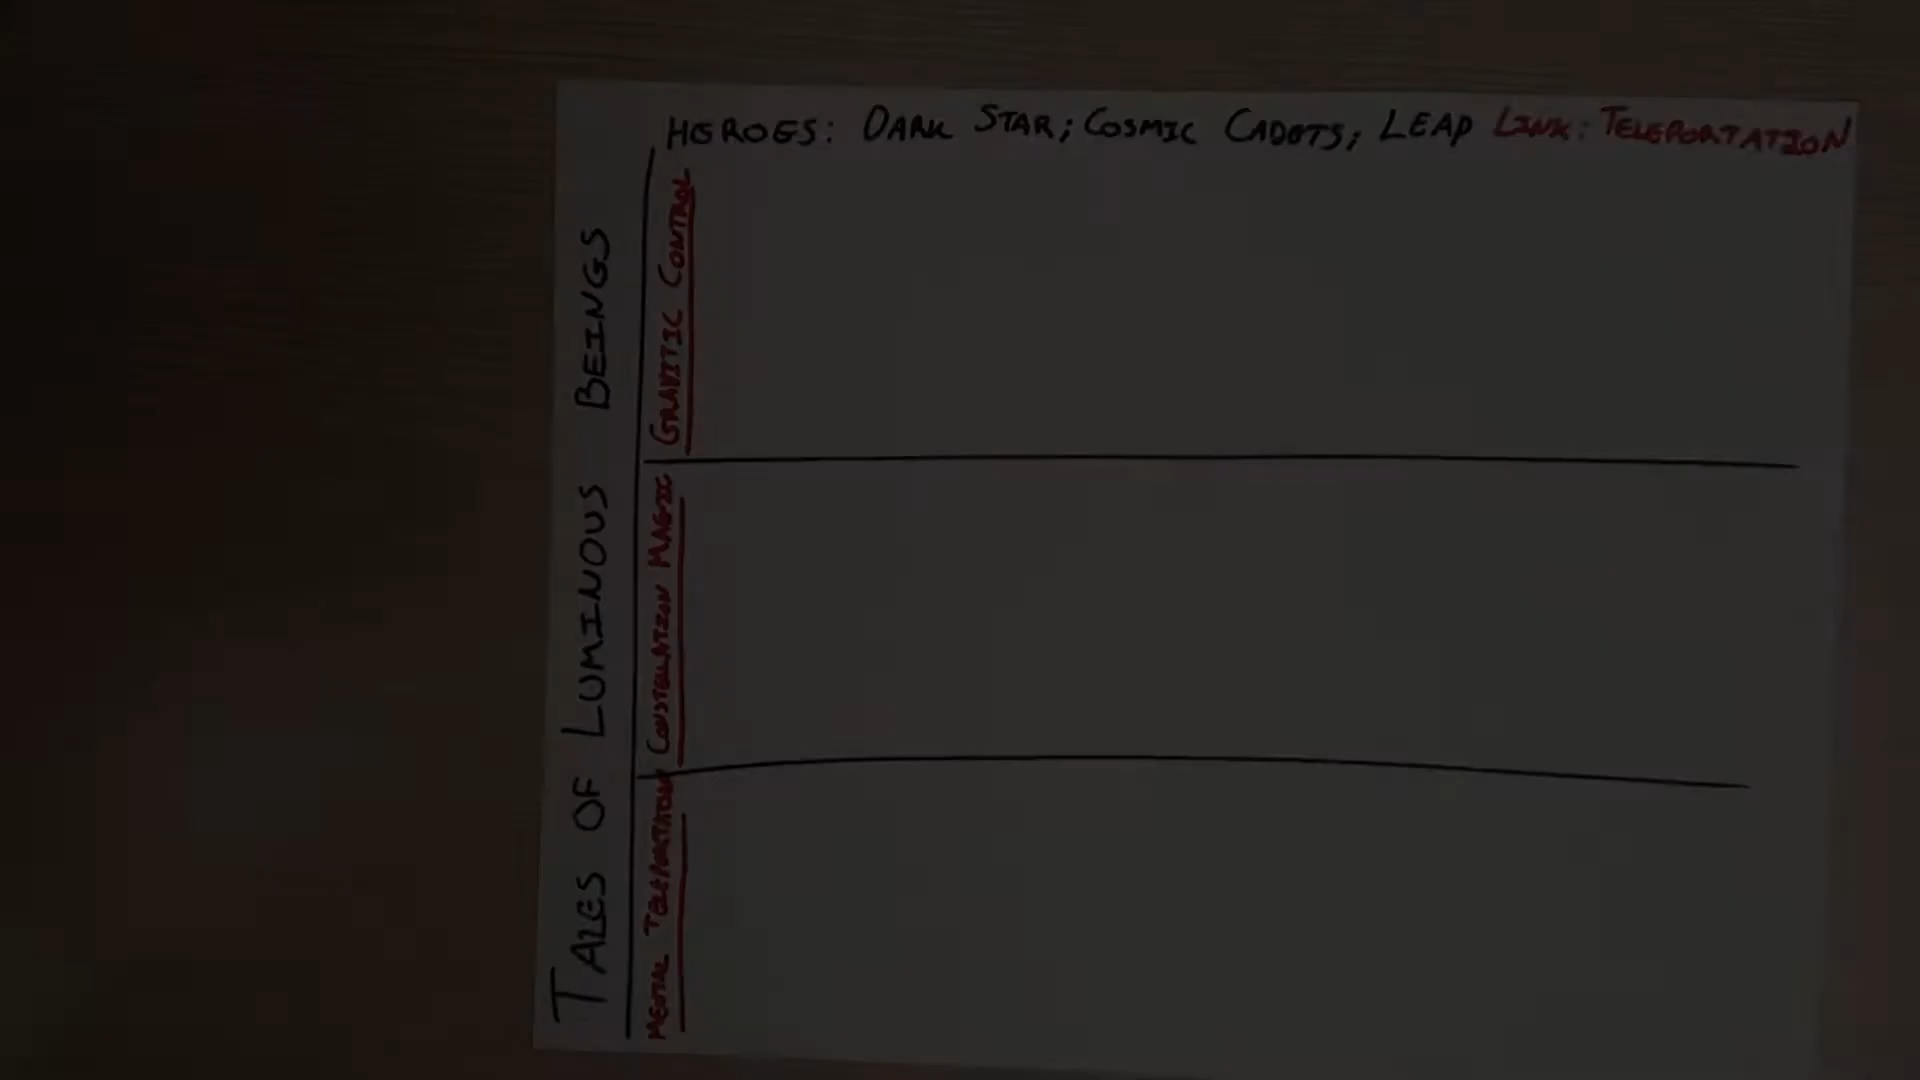 HEROES: DARK STAR; COSMIC CADETS; LEAP LINK: TELEPORTATION
TALES OF LUMINOUS BEINGS
GRAVITIC CONTROL
CONSTELLATION MAGIC
MENTAL TELEPORTATION